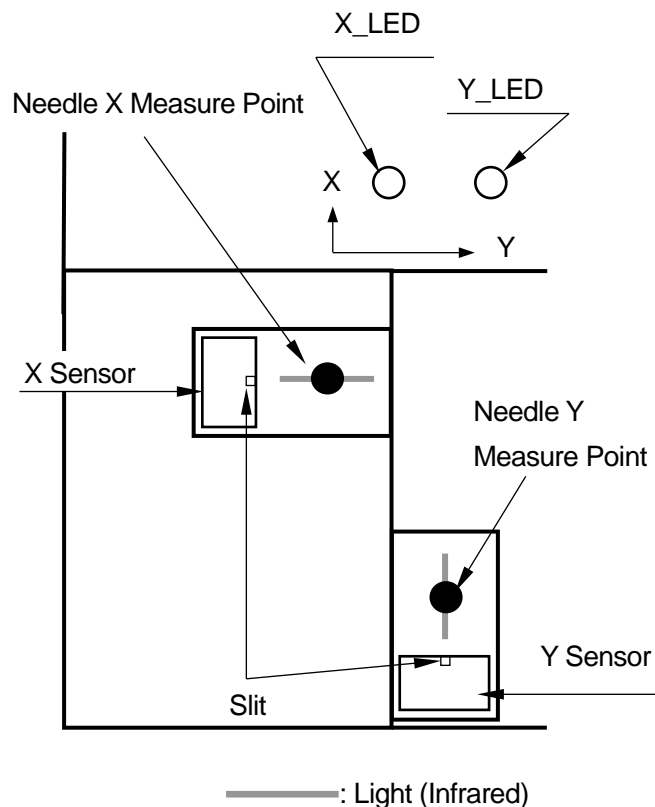 X_LED
Y_LED
Needle X Measure Point
X
Y
X Sensor
Needle Y
Measure Point
Y Sensor
Slit
: Light (Infrared)